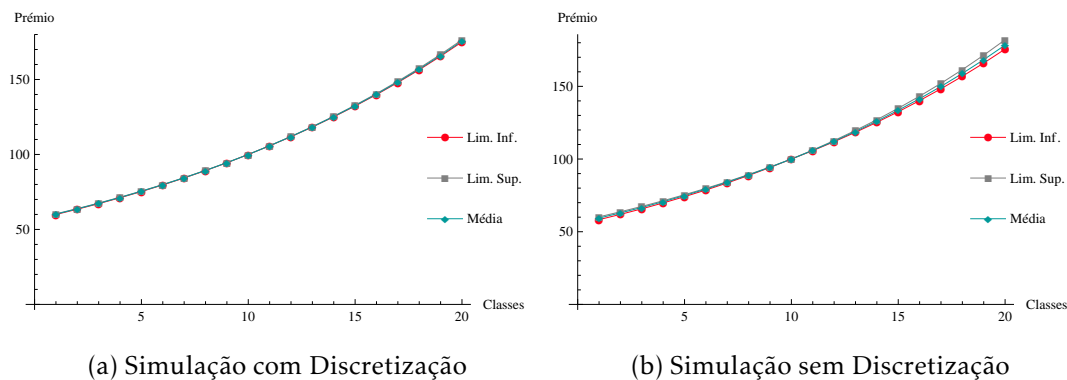 Prémio
150
100
50
5
10
15
20
Classes
Lim. Inf.
Lim. Sup.
Média
(a) Simulação com Discretização
Prémio
150
100
50
5
10
15
20
Classes
Lim. Inf.
Lim. Sup.
Média
(b) Simulação sem Discretização